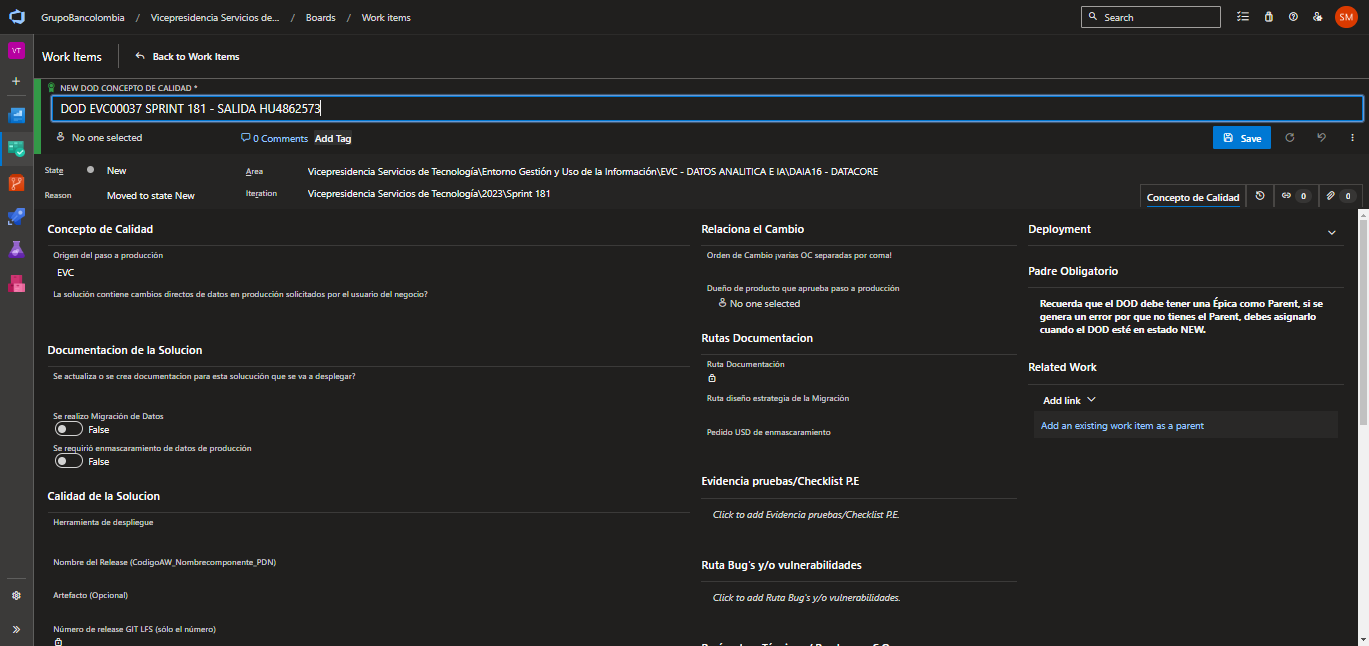 GrupoBancolombia / Vicepresidencia Servicios de... / Boards / Work items
Search
SM
VT
Work Items
Back to Work Items
NEW DOD CONCEPTO DE CALIDAD *
DOD EVC00037 SPRINT 181 - SALIDA HU4862573
No one selected
0 Comments
Add Tag
Save
State
New
Area
Vicepresidencia Servicios de Tecnología\Entorno Gestión y Uso de la Información\EVC - DATOS ANALITICA E IA\DAIA16 - DATACORE
Reason
Moved to state New
Iteration
Vicepresidencia Servicios de Tecnología\2023\Sprint 181
Concepto de Calidad
0
0
Concepto de Calidad
Origen del paso a producción
EVC
La solución contiene cambios directos de datos en producción solicitados por el usuario del negocio?
Documentacion de la Solucion
Se actualiza o se crea documentacion para esta solucución que se va a desplegar?
Se realizo Migración de Datos
False
Se requirió enmascaramiento de datos de producción
False
Calidad de la Solucion
Herramienta de despliegue
Nombre del Release (CodigoAW_Nombrecomponente_PDN)
Artefacto (Opcional)
Número de release GIT LFS (sólo el número)
Relaciona el Cambio
Orden de Cambio ¡varias OC separadas por coma!
Dueño de producto que aprueba paso a producción
No one selected
Rutas Documentacion
Ruta Documentación
Ruta diseño estrategia de la Migración
Pedido USD de enmascaramiento
Evidencia pruebas/Checklist P.E
Click to add Evidencia pruebas/Checklist P.E.
Ruta Bug's y/o vulnerabilidades
Click to add Ruta Bug's y/o vulnerabilidades.
Deployment
Padre Obligatorio
Recuerda que el DOD debe tener una Épica como Parent, si se
genera un error por que no tienes el Parent, debes asignarlo
cuando el DOD esté en estado NEW.
Related Work
Add link
Add an existing work item as a parent